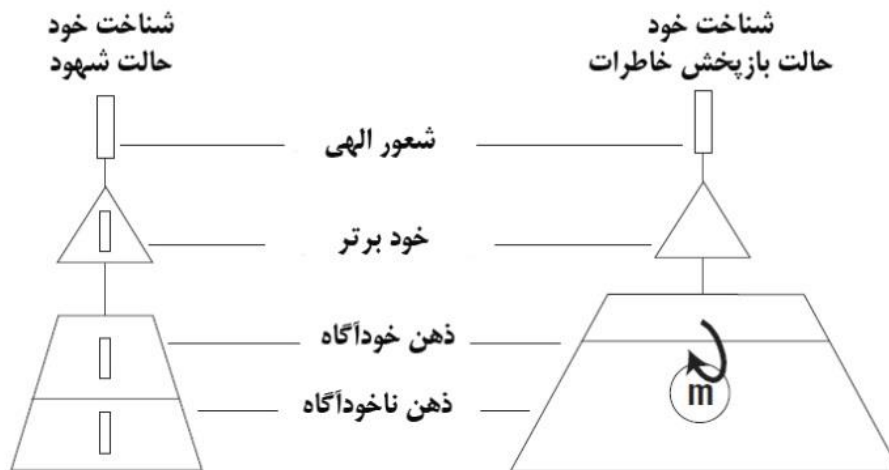 شناخت خود
حالت بازپخش خاطرات
شناخت خود
حالت شهود
شعور الهی
خود برتر
ذهن خودآگاه
ذهن ناخودآگاه
m